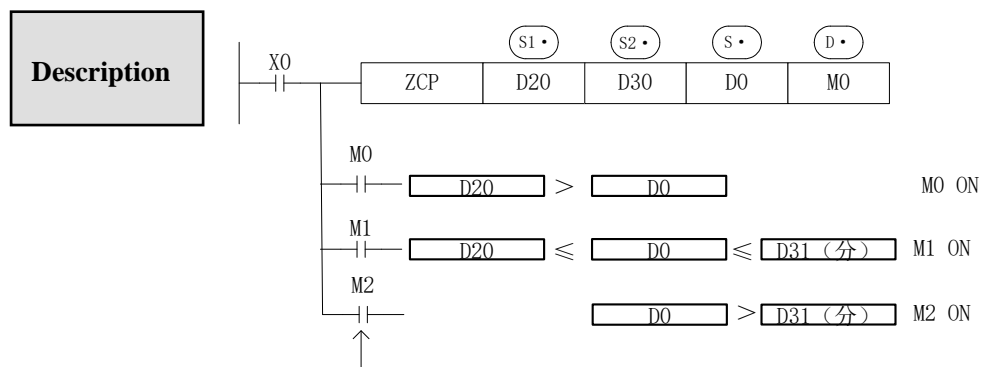 Description
S1• S2• S• D•
X0
ZCP D20 D30 D0 M0
M0
D20 > D0 M0 ON
M1
D20 ≤ D0 ≤ D31（分） M1 ON
M2
D0 > D31（分） M2 ON